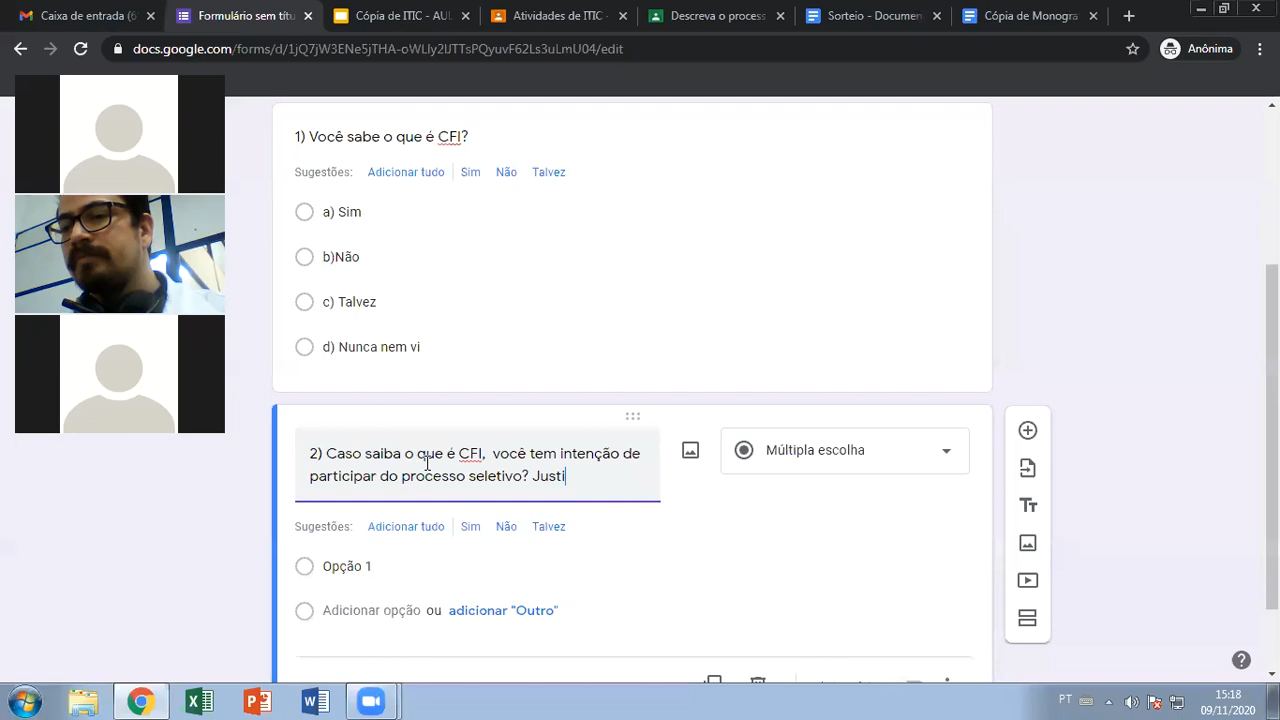 Caixa de entrada (6
Formulário sem títu
Cópia de ITIC - AUL
Atividades de ITIC -
Descreva o process
Sorteio - Documen
Cópia de Monogra
docs.google.com/forms/d/1jQ7jW3ENe5jTHA-oWLly2lJTTsPQyuvF62Ls3uLmU04/edit
Anônima
1) Você sabe o que é CFI?
Sugestões: Adicionar tudo Sim Não Talvez
a) Sim
b)Não
c) Talvez
d) Nunca nem vi
2) Caso saiba o que é CFI, você tem intenção de
participar do processo seletivo? Justi
Múltipla escolha
Sugestões: Adicionar tudo Sim Não Talvez
Opção 1
Adicionar opção ou adicionar "Outro"
PT
15:18
09/11/2020